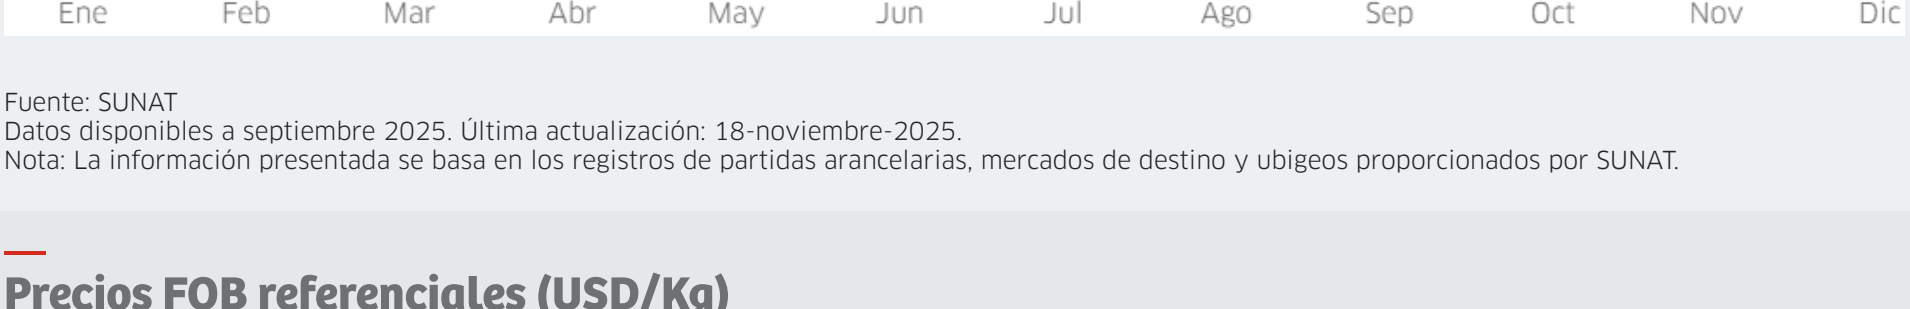 Ene Feb Mar Abr May Jun Jul Ago Sep Oct Nov Dic
Fuente: SUNAT
Datos disponibles a septiembre 2025. Última actualización: 18-noviembre-2025.
Nota: La información presentada se basa en los registros de partidas arancelarias, mercados de destino y ubigeos proporcionados por SUNAT.
Precios FOB referenciales (USD/Kg)